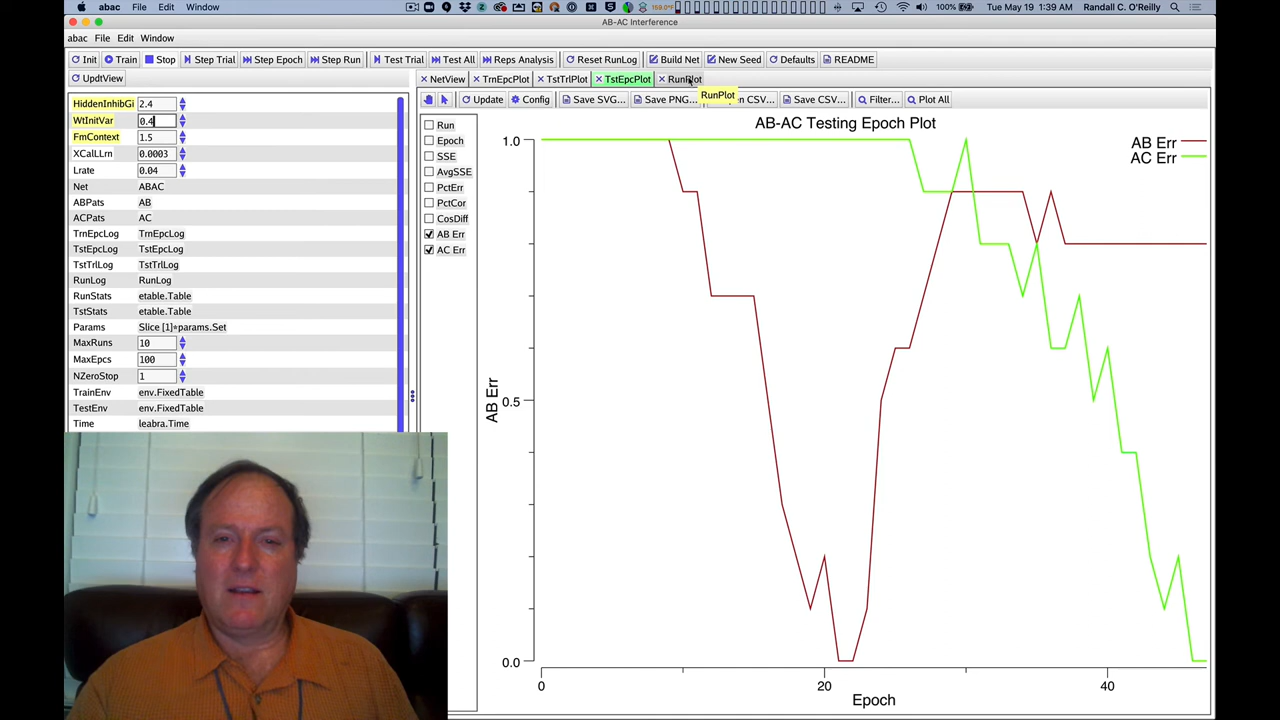 abac File Edit Window 159.0°F 100% Tue May 19 1:39 AM Randall C. O'Reilly
AB-AC Interference
abac File Edit Window
Init Train Stop Step Trial Step Epoch Step Run Test Trial Test All Reps Analysis Reset RunLog Build Net New Seed Defaults README
UpdtView
NetView TrnEpcPlot TstTrlPlot TstEpcPlot RunPlot
HiddenInhibGi 2.4
WtInitVar 0.4
FmContext 1.5
XCalLLrn 0.0003
Lrate 0.04
Net ABAC
ABPats AB
ACPats AC
TrnEpcLog TrnEpcLog
TstEpcLog TstEpcLog
TstTrlLog TstTrlLog
RunLog RunLog
RunStats etable.Table
TstStats etable.Table
Params Slice [1]*params.Set
MaxRuns 10
MaxEpcs 100
NZeroStop 1
TrainEnv env.FixedTable
TestEnv env.FixedTable
Time leabra.Time
Update Config Save SVG... Save PNG... en CSV... Save CSV... Filter... Plot All
RunPlot
Run
Epoch
SSE
AvgSSE
PctErr
PctCor
CosDiff
AB Err
AC Err
AB-AC Testing Epoch Plot
AB Err
AC Err
1.0
0.5
0.0
AB Err
0 20 40
Epoch